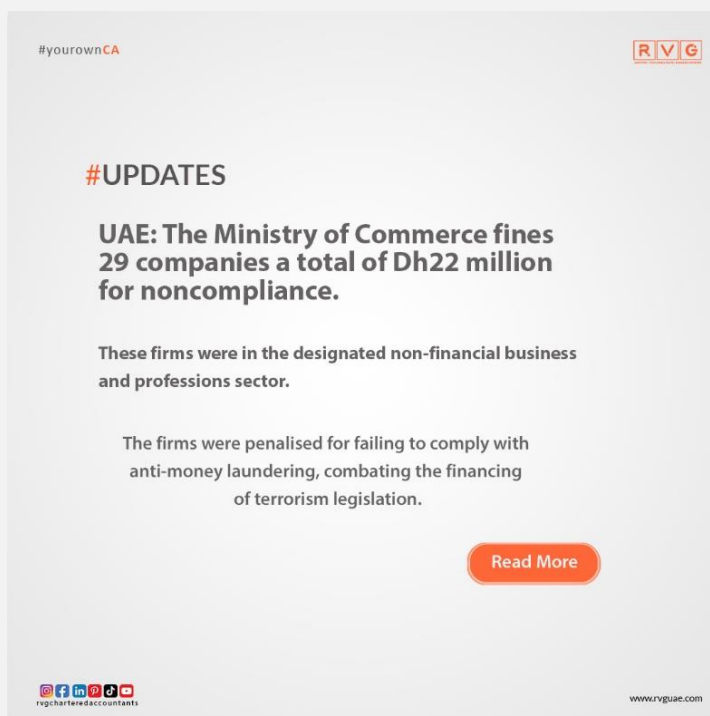 #yourownCA
RVG
#UPDATES
UAE: The Ministry of Commerce fines
29 companies a total of Dh22 million
for noncompliance.
These firms were in the designated non-financial business
and professions sector.
The firms were penalised for failing to comply with
anti-money laundering, combating the financing
of terrorism legislation.
Read More
rvgcharteredaccountants
www.rvguae.com